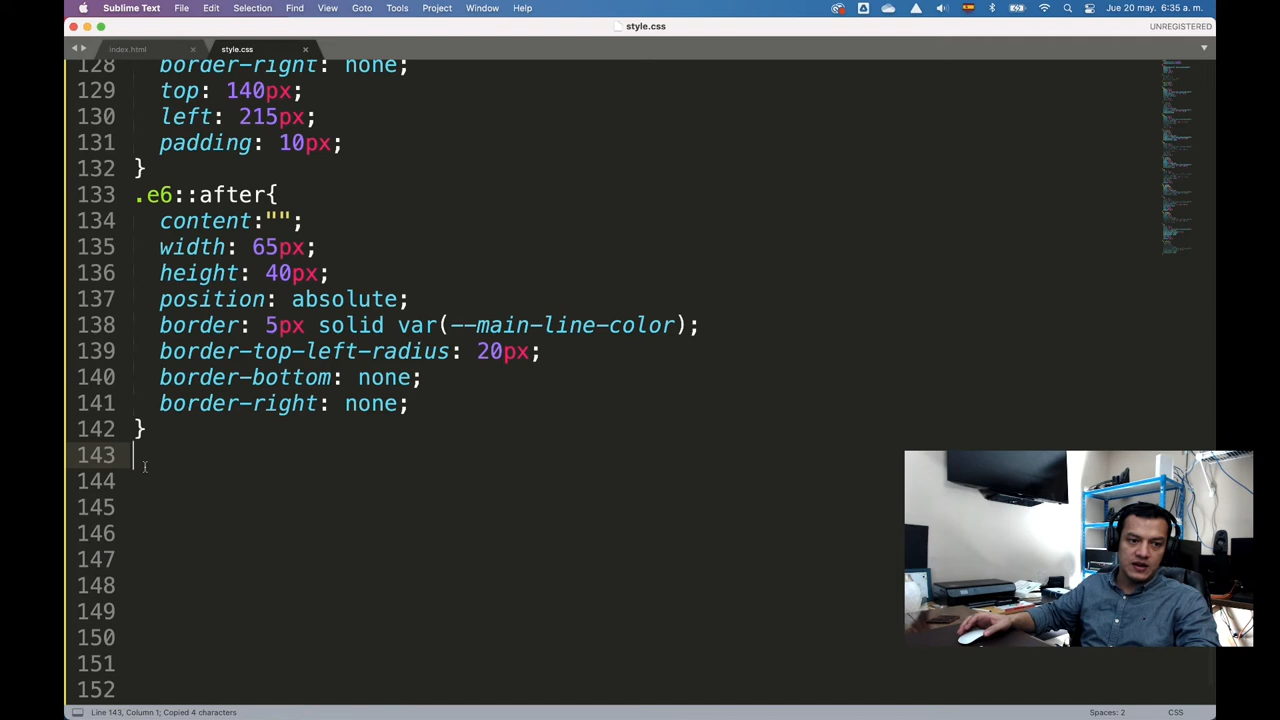 Sublime Text File Edit Selection Find View Goto Tools Project Window Help Jue 20 may. 6:35 a. m.
style.css UNREGISTERED
index.html × style.css ×
128 border-right: none;
129 top: 140px;
130 left: 215px;
131 padding: 10px;
132 }
133 .e6::after{
134 content:"";
135 width: 65px;
136 height: 40px;
137 position: absolute;
138 border: 5px solid var(--main-line-color);
139 border-top-left-radius: 20px;
140 border-bottom: none;
141 border-right: none;
142 }
143
144
145
146
147
148
149
150
151
152
Line 143, Column 1; Copied 4 characters Spaces: 2 CSS